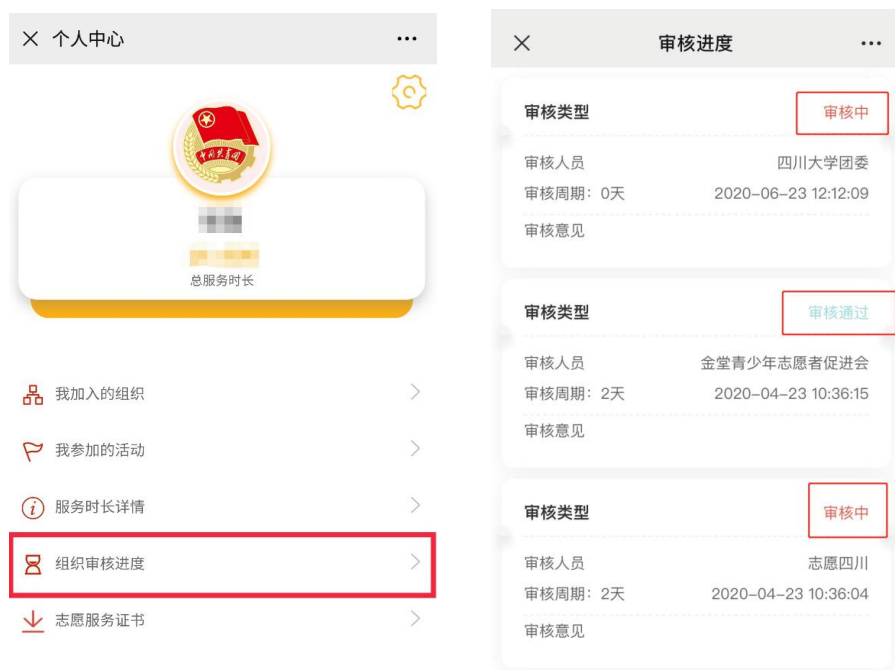 个人中心
中国共青团
总服务时长
我加入的组织
我参加的活动
服务时长详情
组织审核进度
志愿服务证书
审核进度
审核类型 审核中
审核人员 四川大学团委
审核周期：0天 2020-06-23 12:12:09
审核意见
审核类型 审核通过
审核人员 金堂青少年志愿者促进会
审核周期：2天 2020-04-23 10:36:15
审核意见
审核类型 审核中
审核人员 志愿四川
审核周期：2天 2020-04-23 10:36:04
审核意见